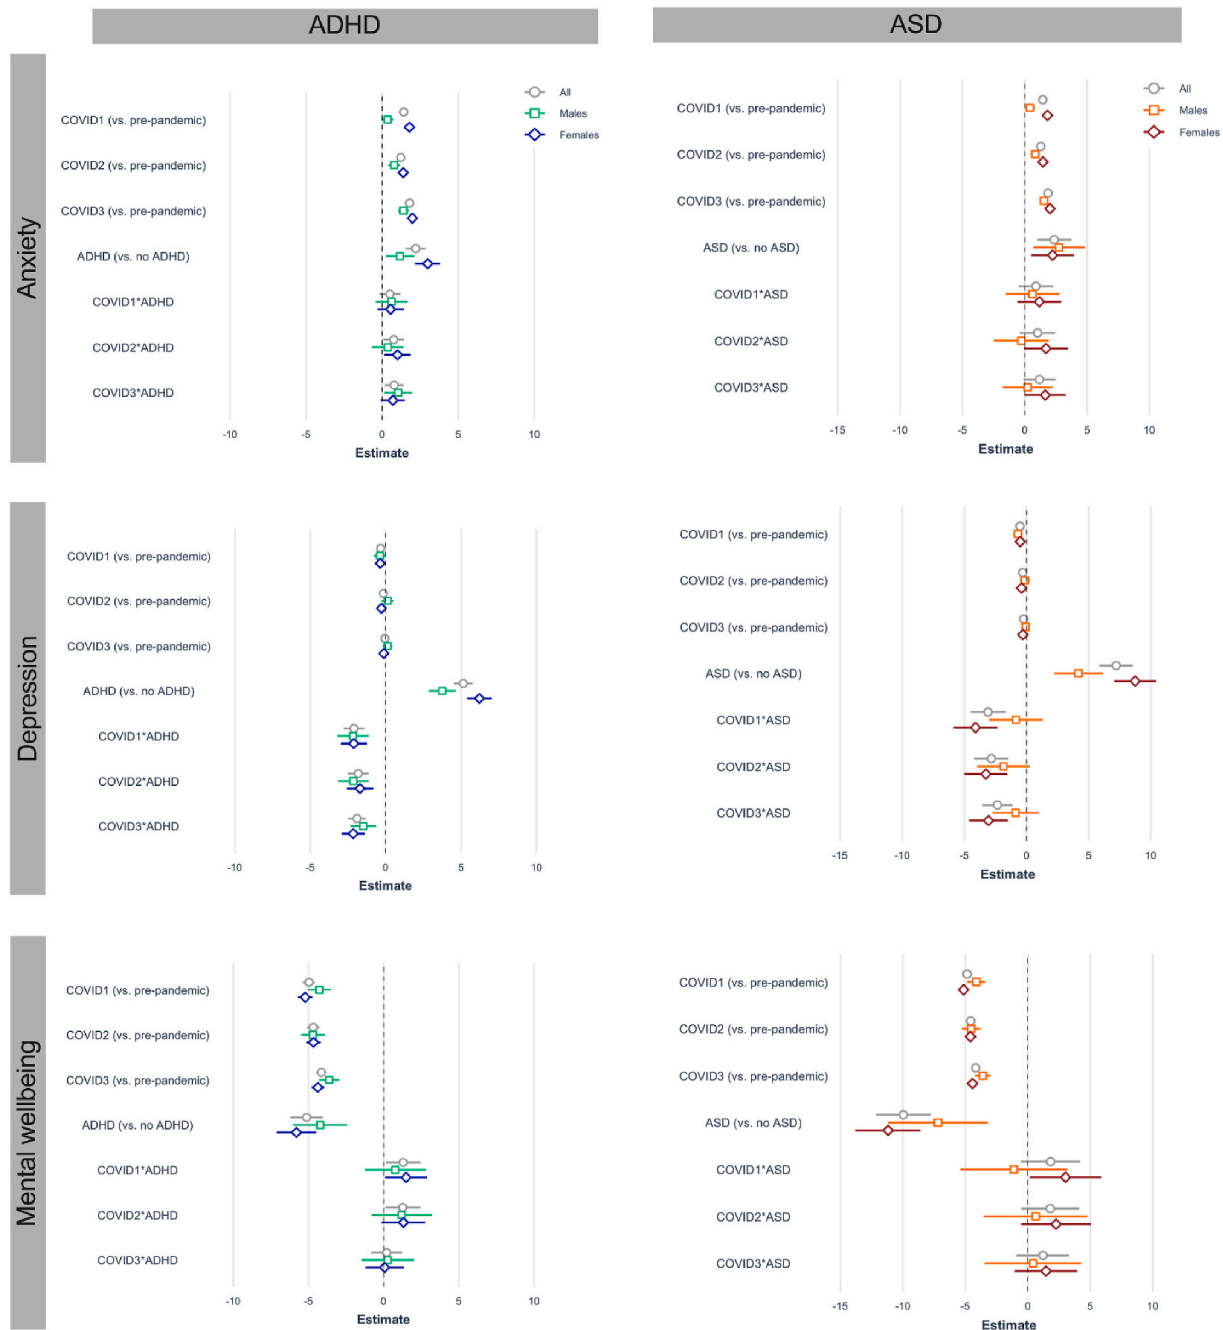 ADHD
ASD
Anxiety
All
Males
Females
COVID1 (vs. pre-pandemic)
COVID2 (vs. pre-pandemic)
COVID3 (vs. pre-pandemic)
ADHD (vs. no ADHD)
COVID1*ADHD
COVID2*ADHD
COVID3*ADHD
-10 -5 0 5 10
Estimate
All
Males
Females
COVID1 (vs. pre-pandemic)
COVID2 (vs. pre-pandemic)
COVID3 (vs. pre-pandemic)
ASD (vs. no ASD)
COVID1*ASD
COVID2*ASD
COVID3*ASD
-15 -10 -5 0 5 10
Estimate
Depression
COVID1 (vs. pre-pandemic)
COVID2 (vs. pre-pandemic)
COVID3 (vs. pre-pandemic)
ADHD (vs. no ADHD)
COVID1*ADHD
COVID2*ADHD
COVID3*ADHD
-10 -5 0 5 10
Estimate
COVID1 (vs. pre-pandemic)
COVID2 (vs. pre-pandemic)
COVID3 (vs. pre-pandemic)
ASD (vs. no ASD)
COVID1*ASD
COVID2*ASD
COVID3*ASD
-15 -10 -5 0 5 10
Estimate
Mental wellbeing
COVID1 (vs. pre-pandemic)
COVID2 (vs. pre-pandemic)
COVID3 (vs. pre-pandemic)
ADHD (vs. no ADHD)
COVID1*ADHD
COVID2*ADHD
COVID3*ADHD
-10 -5 0 5 10
Estimate
COVID1 (vs. pre-pandemic)
COVID2 (vs. pre-pandemic)
COVID3 (vs. pre-pandemic)
ASD (vs. no ASD)
COVID1*ASD
COVID2*ASD
COVID3*ASD
-15 -10 -5 0 5 10
Estimate